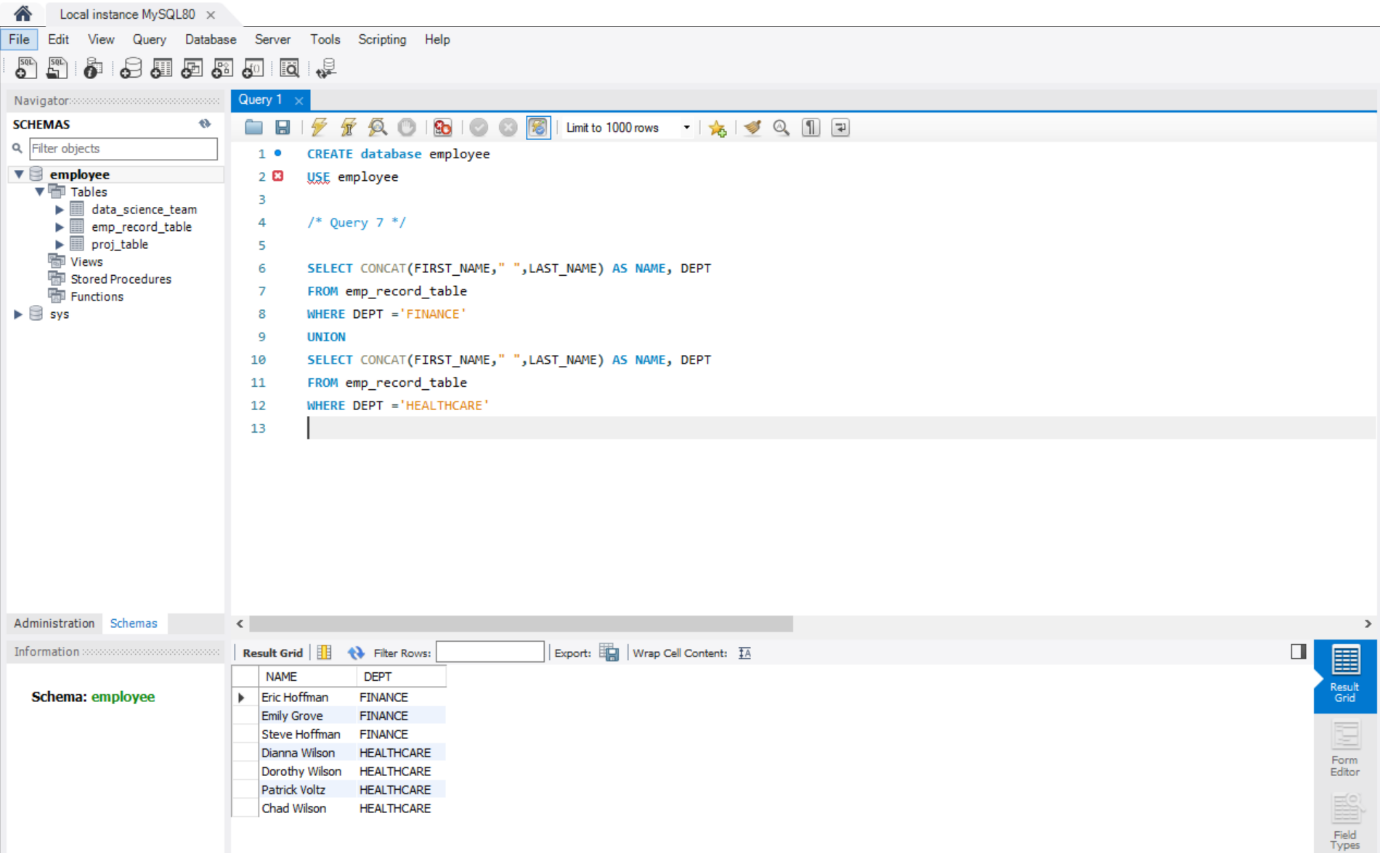 Local instance MySQL80 ×
File Edit View Query Database Server Tools Scripting Help
Navigator
SCHEMAS
Filter objects
employee
Tables
data_science_team
emp_record_table
proj_table
Views
Stored Procedures
Functions
sys
Administration Schemas
Information
Schema: employee
Query 1 ×
Limit to 1000 rows
1 CREATE database employee
2 USE employee
3
4 /* Query 7 */
5
6 SELECT CONCAT(FIRST_NAME," ",LAST_NAME) AS NAME, DEPT
7 FROM emp_record_table
8 WHERE DEPT ='FINANCE'
9 UNION
10 SELECT CONCAT(FIRST_NAME," ",LAST_NAME) AS NAME, DEPT
11 FROM emp_record_table
12 WHERE DEPT ='HEALTHCARE'
13
Result Grid Filter Rows: Export: Wrap Cell Content: IA
NAME DEPT
Eric Hoffman FINANCE
Emily Grove FINANCE
Steve Hoffman FINANCE
Dianna Wilson HEALTHCARE
Dorothy Wilson HEALTHCARE
Patrick Voltz HEALTHCARE
Chad Wilson HEALTHCARE
Result
Grid
Form
Editor
Field
Types